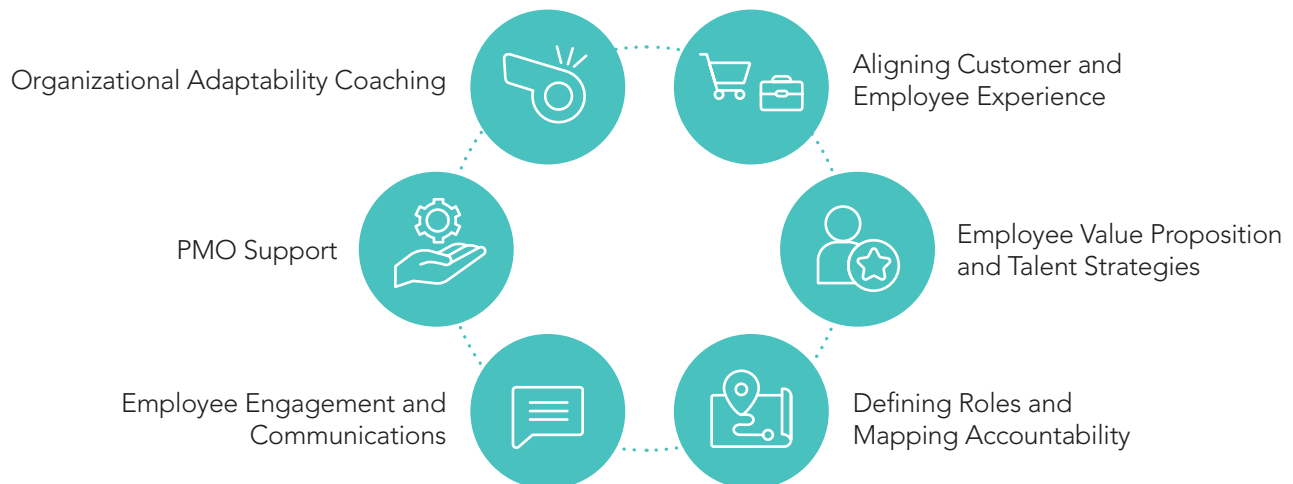 Organizational Adaptability Coaching
Aligning Customer and
Employee Experience
PMO Support
Employee Value Proposition
and Talent Strategies
Employee Engagement and
Communications
Defining Roles and
Mapping Accountability